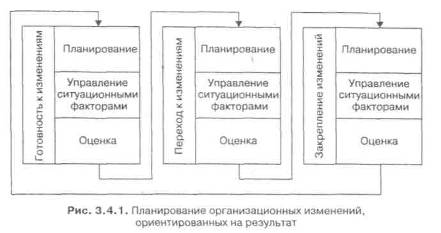 Готовность к изменениям
Планирование
Управление
ситуационными
факторами
Оценка
Переход к изменениям
Планирование
Управление
ситуационными
факторами
Оценка
Закрепление изменений
Планирование
Управление
ситуационными
факторами
Оценка
Рис. 3.4.1. Планирование организационных изменений,
ориентированных на результат